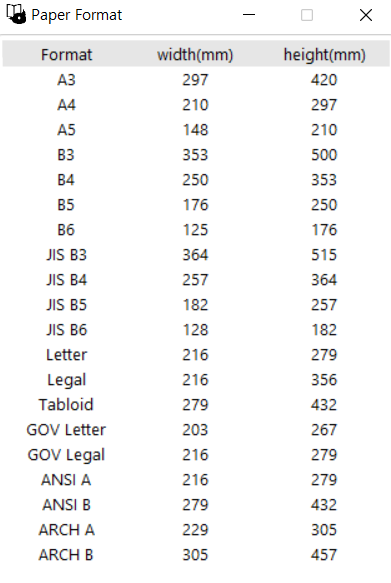 Paper Format
Format width(mm) height(mm)
A3 297 420
A4 210 297
A5 148 210
B3 353 500
B4 250 353
B5 176 250
B6 125 176
JIS B3 364 515
JIS B4 257 364
JIS B5 182 257
JIS B6 128 182
Letter 216 279
Legal 216 356
Tabloid 279 432
GOV Letter 203 267
GOV Legal 216 279
ANSI A 216 279
ANSI B 279 432
ARCH A 229 305
ARCH B 305 457